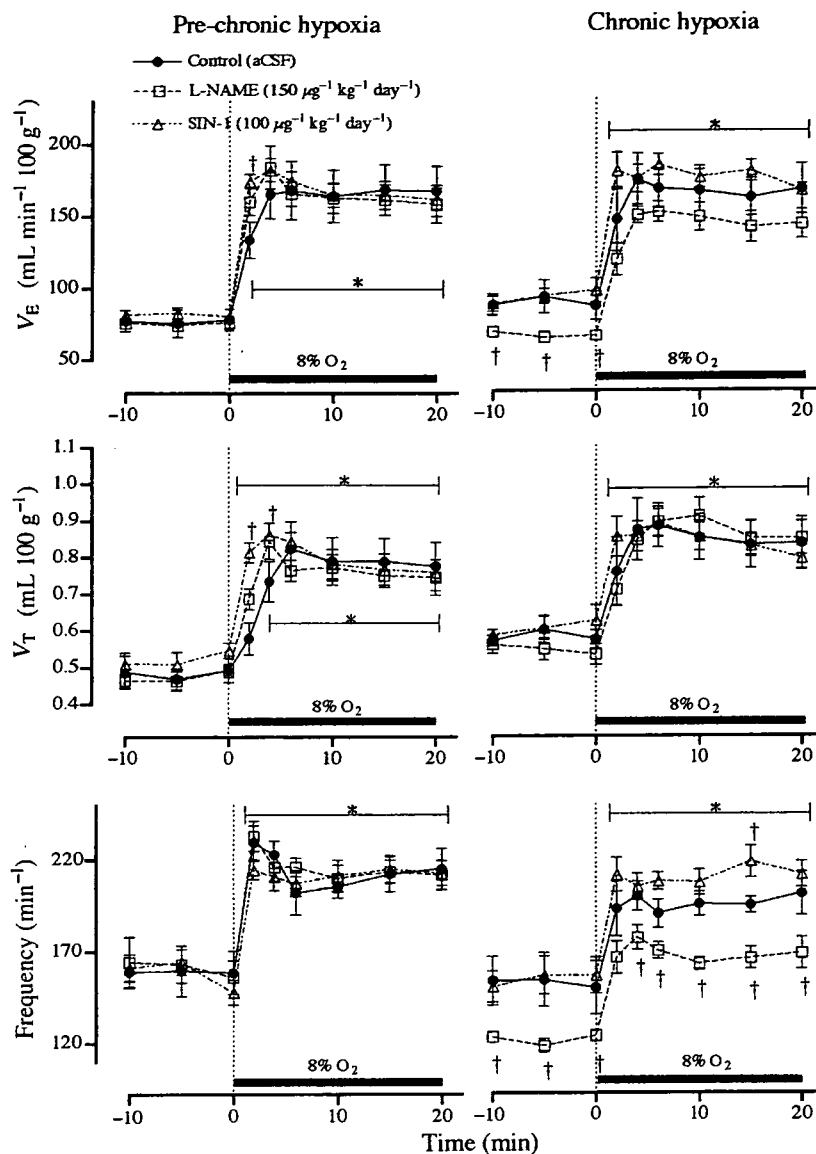 Pre-chronic hypoxia
Chronic hypoxia
Control (aCSF)
L-NAME (150 μg⁻¹ kg⁻¹ day⁻¹)
SIN-1 (100 μg⁻¹ kg⁻¹ day⁻¹)
V_E (mL min⁻¹ 100 g⁻¹)
200
150
100
50
†
*
8% O₂
-10 0 10 20
*
† † †
8% O₂
-10 0 10 20
V_T (mL 100 g⁻¹)
1.1
1.0
0.9
0.8
0.7
0.6
0.5
0.4
*
† †
*
8% O₂
-10 0 10 20
*
8% O₂
-10 0 10 20
Frequency (min⁻¹)
220
170
120
*
8% O₂
-10 0 10 20
*
†
† † † † †
† † †
8% O₂
-10 0 10 20
Time (min)